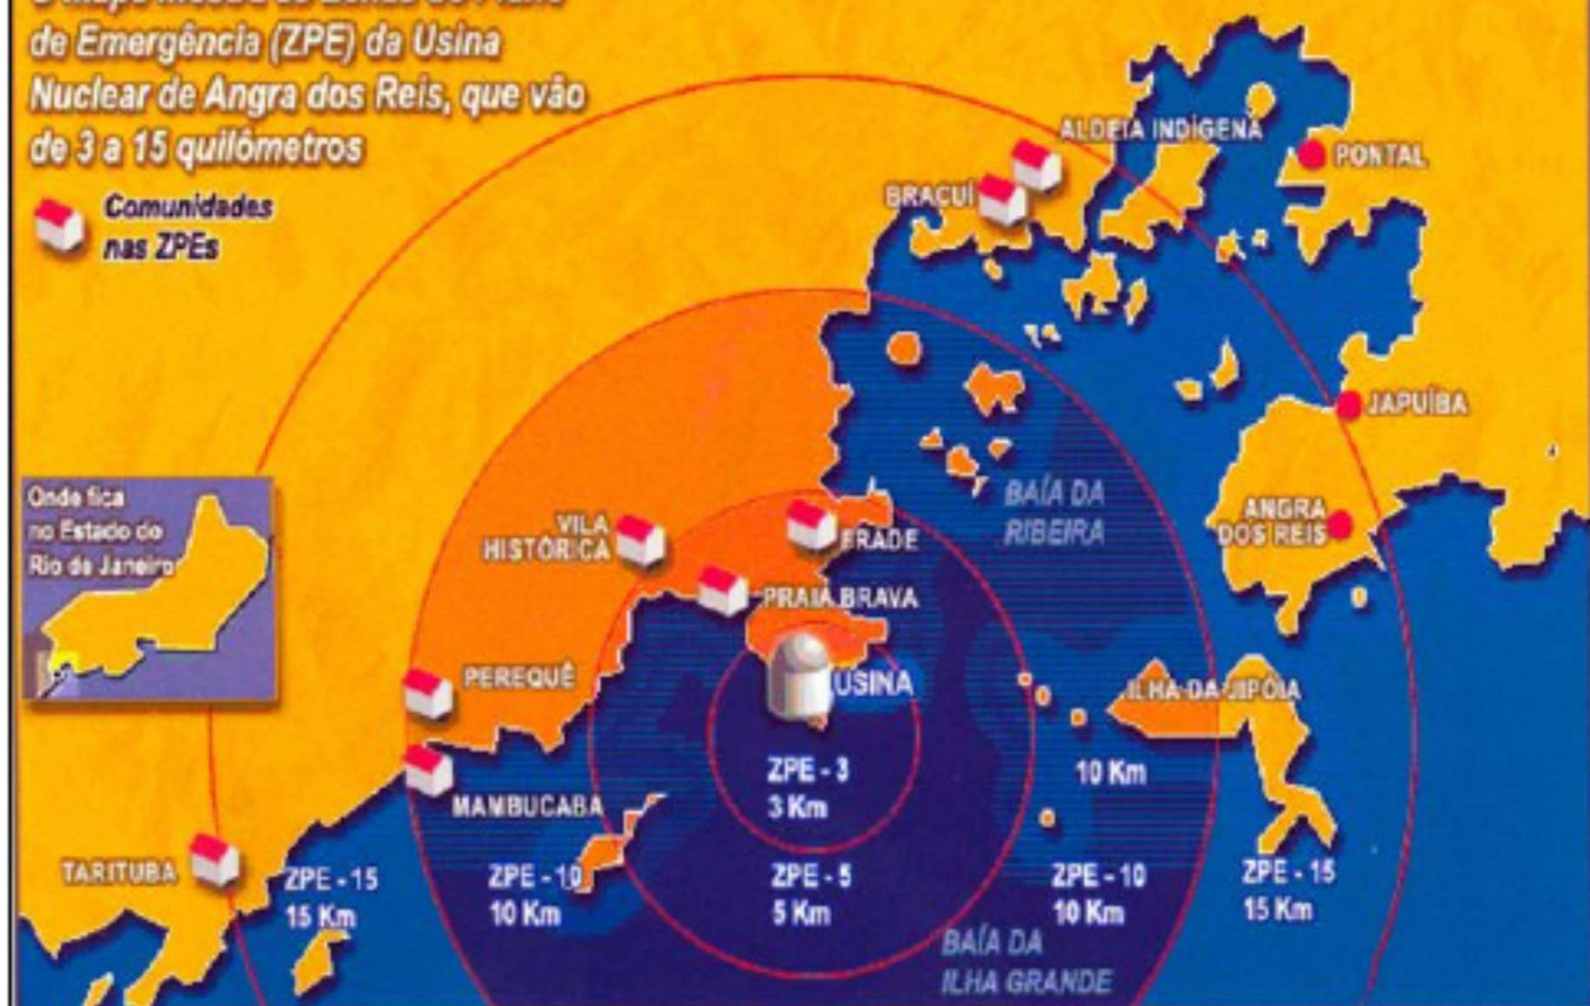 de Emergência (ZPE) da Usina
Nuclear de Angra dos Reis, que vão
de 3 a 15 quilômetros
Comunidades
nas ZPEs
ALDEIA INDÍGENA
PONTAL
BRACUÍ
JAPUÍBA
Onde fica
no Estado do
Rio de Janeiro
BAÍA DA
RIBEIRA
ANGRA
DOS REIS
VILA
HISTÓRICA
FRADE
PRAIA BRAVA
PEREQUÊ
USINA
ILHA DA JIPÓIA
ZPE - 3
3 Km
10 Km
MAMBUCABA
TARITUBA
ZPE - 15
15 Km
ZPE - 10
10 Km
ZPE - 5
5 Km
ZPE - 10
10 Km
ZPE - 15
15 Km
BAÍA DA
ILHA GRANDE